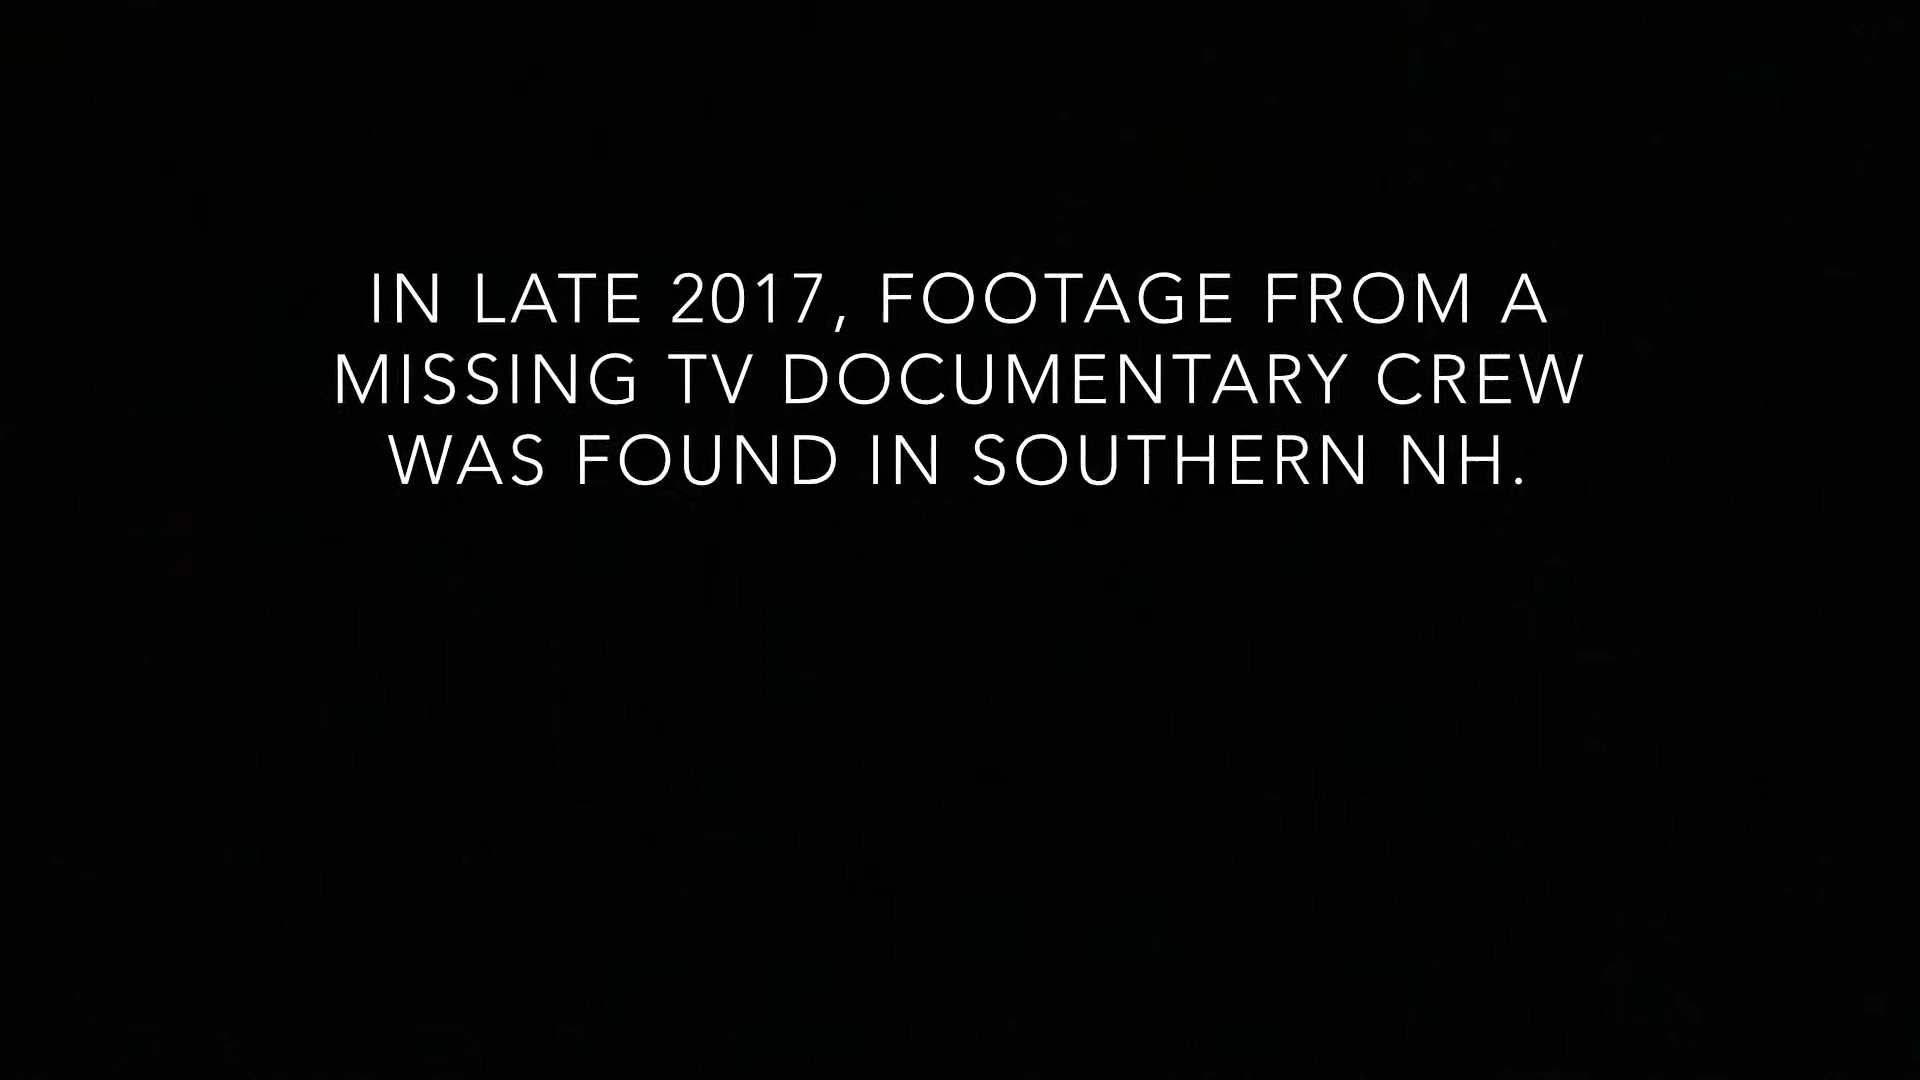 IN LATE 2017, FOOTAGE FROM A
MISSING TV DOCUMENTARY CREW
WAS FOUND IN SOUTHERN NH.